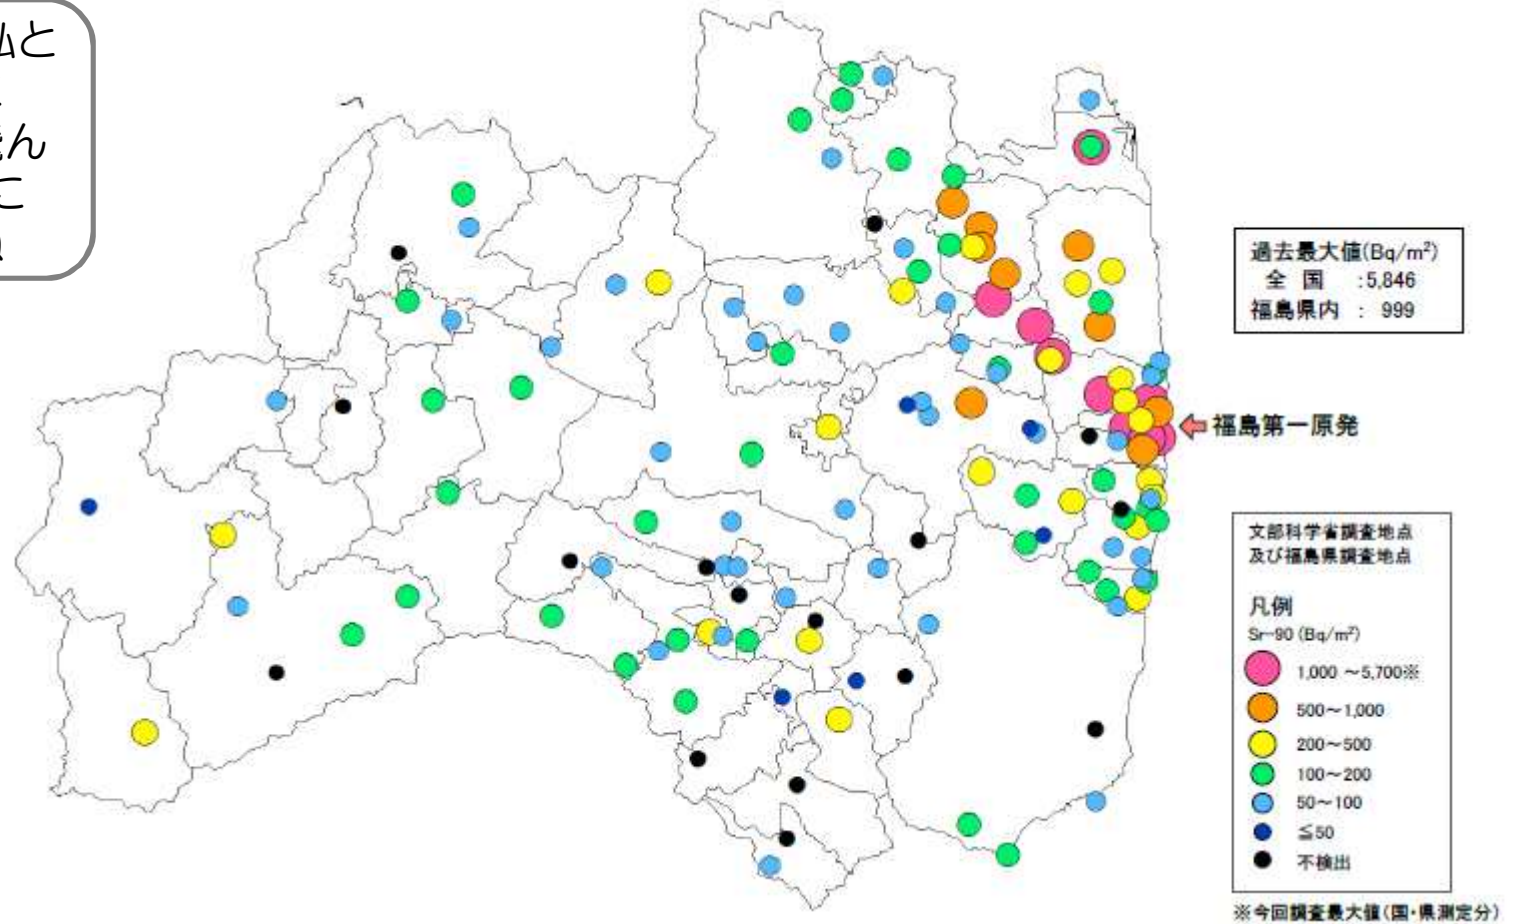 と
ん
に
過去最大値(Bq/m²)
全 国 :5,846
福島県内 : 999
福島第一原発
文部科学省調査地点
及び福島県調査地点
凡例
Sr-90 (Bq/m²)
1,000 ~5,700※
500~1,000
200~500
100~200
50~100
≦50
不検出
※今回調査最大値(国・県測定分)